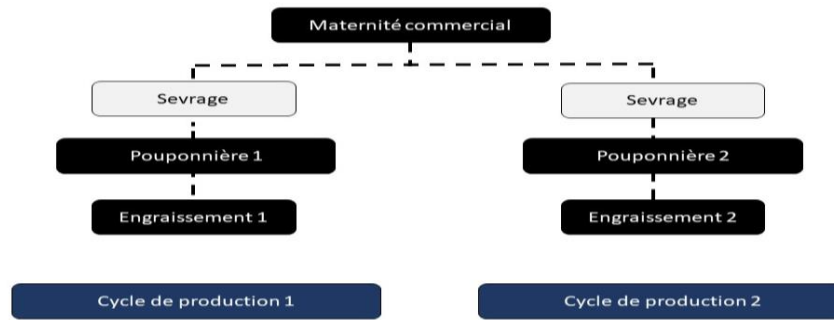 Maternité commercial
Sevrage
Sevrage
Pouponnière 1
Pouponnière 2
Engraissement 1
Engraissement 2
Cycle de production 1
Cycle de production 2